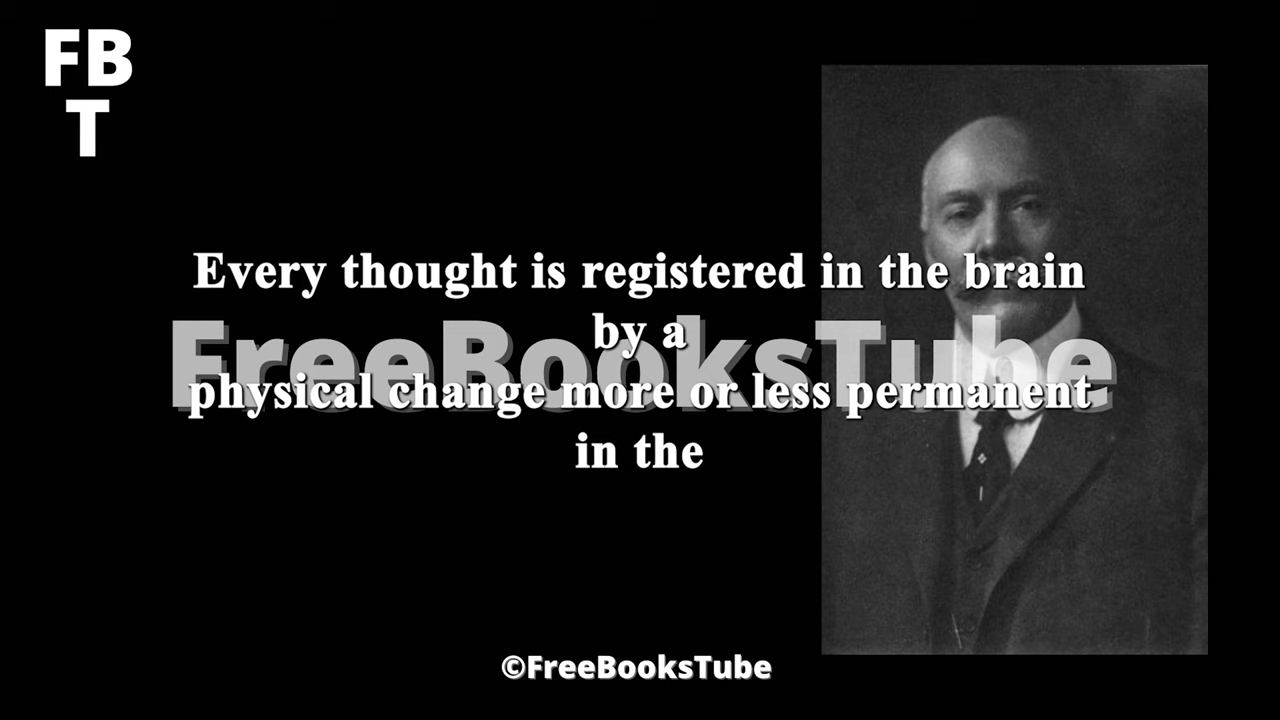 FB
T
Every thought is registered in the brain
by a
FreeBooksTube
physical change more or less permanent
in the
©FreeBooksTube